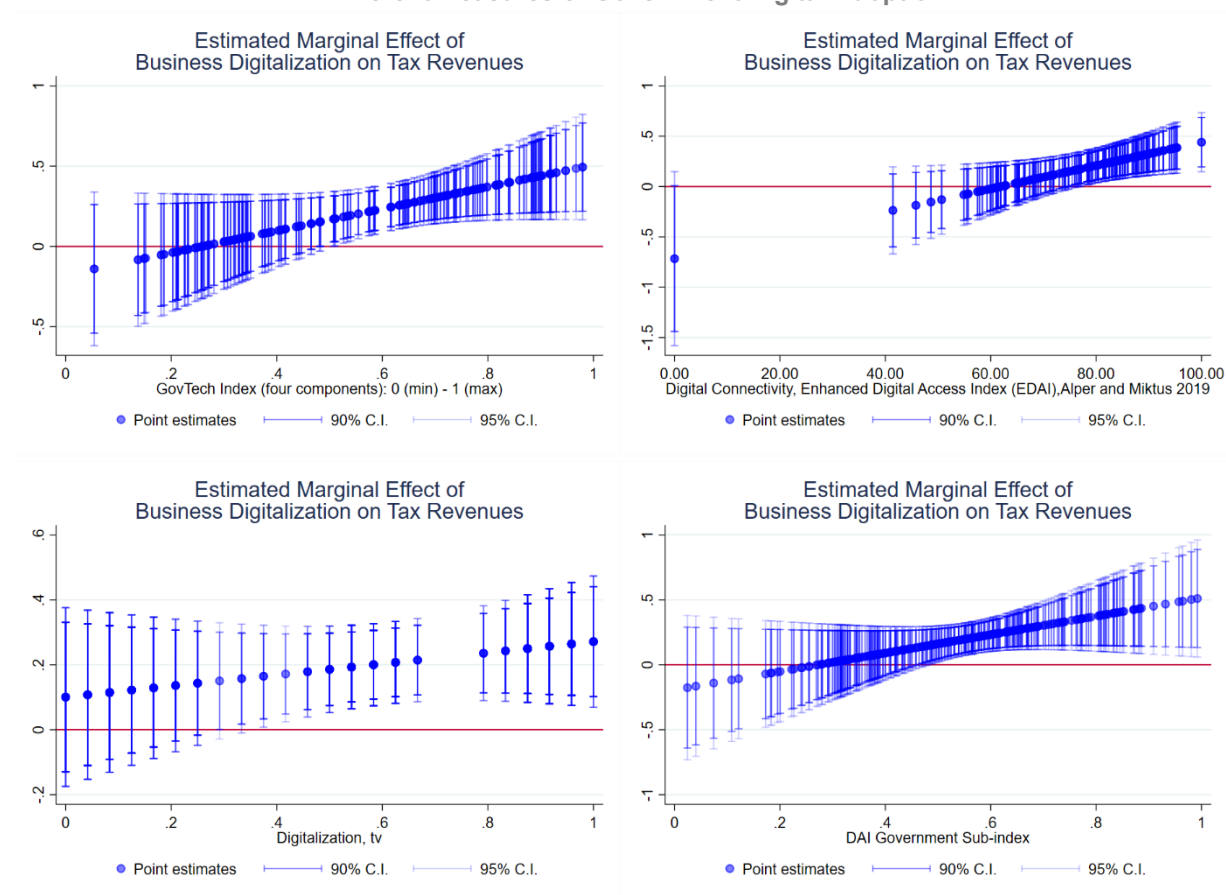 Estimated Marginal Effect of
Business Digitalization on Tax Revenues
1
.5
0
-.5
0
.2
.4
.6
.8
1
GovTech Index (four components): 0 (min) - 1 (max)
Point estimates
90% C.I.
95% C.I.
Estimated Marginal Effect of
Business Digitalization on Tax Revenues
1
.5
0
-.5
-1
-1.5
0.00
20.00
40.00
60.00
80.00
100.00
Digital Connectivity, Enhanced Digital Access Index (EDAI),Alper and Miktus 2019
Point estimates
90% C.I.
95% C.I.
Estimated Marginal Effect of
Business Digitalization on Tax Revenues
.6
.4
.2
0
-.2
0
.2
.4
.6
.8
1
Digitalization, tv
Point estimates
90% C.I.
95% C.I.
Estimated Marginal Effect of
Business Digitalization on Tax Revenues
1
.5
0
-.5
-1
0
.2
.4
.6
.8
1
DAI Government Sub-index
Point estimates
90% C.I.
95% C.I.